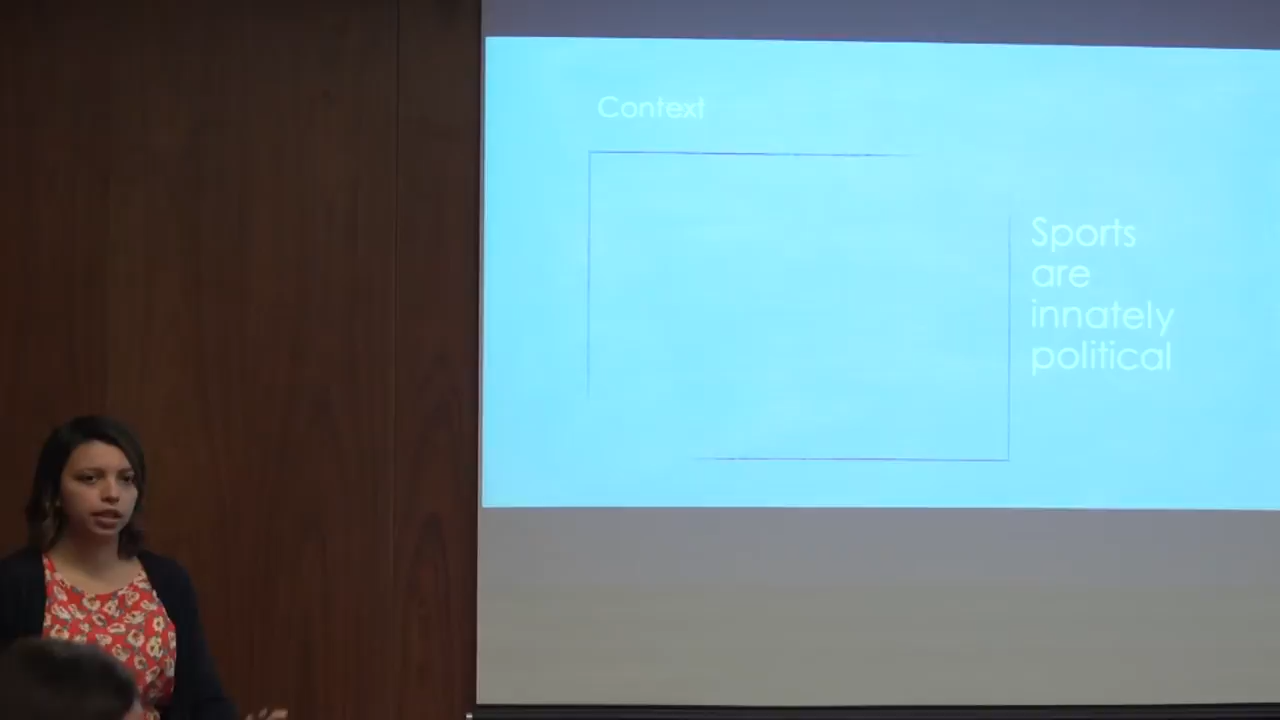 Context
Sports
are
innately
political